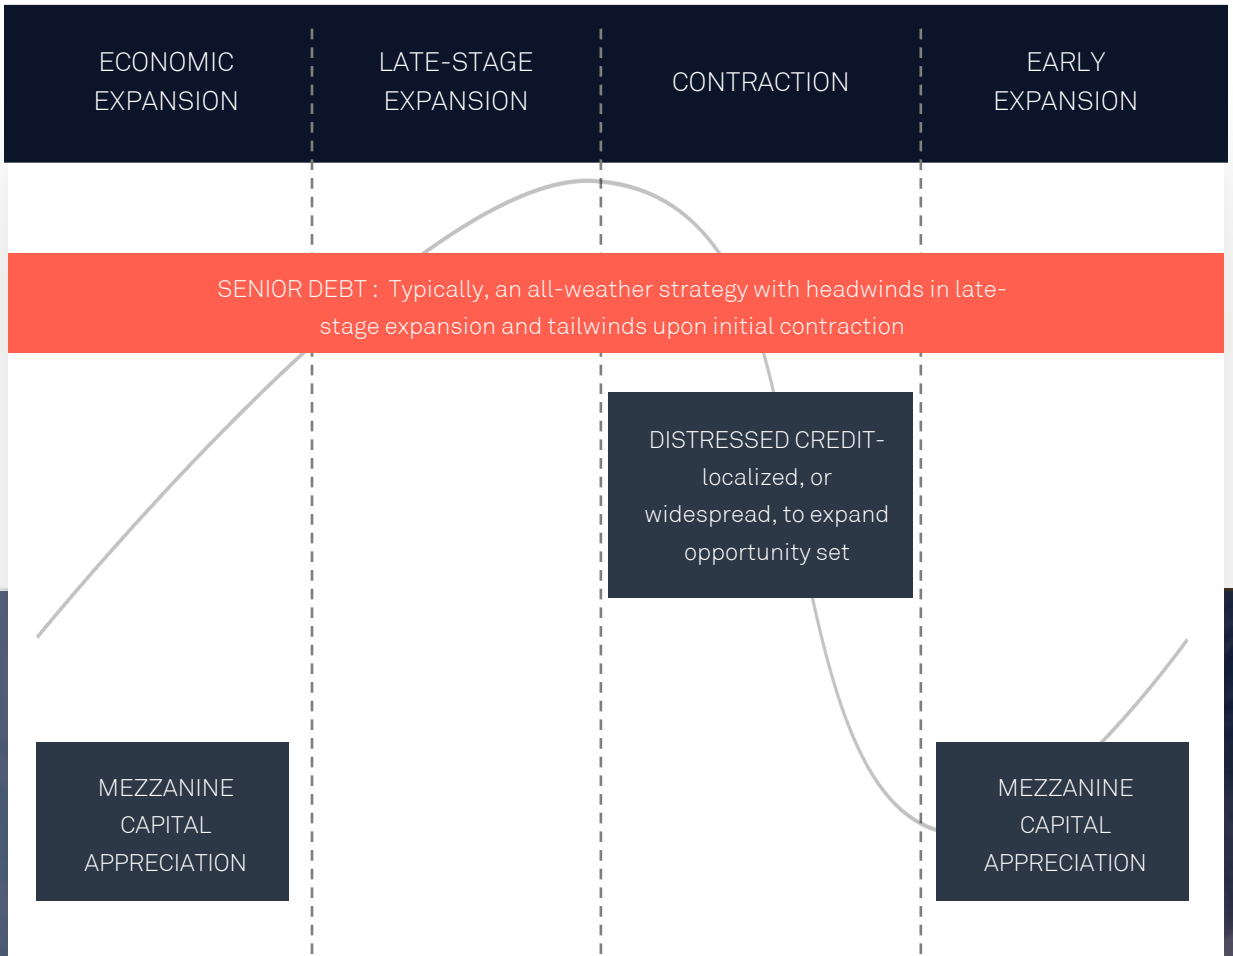 ECONOMIC
EXPANSION
LATE-STAGE
EXPANSION
CONTRACTION
EARLY
EXPANSION
SENIOR DEBT : Typically, an all-weather strategy with headwinds in late-
stage expansion and tailwinds upon initial contraction
DISTRESSED CREDIT-
localized, or
widespread, to expand
opportunity set
MEZZANINE
CAPITAL
APPRECIATION
MEZZANINE
CAPITAL
APPRECIATION